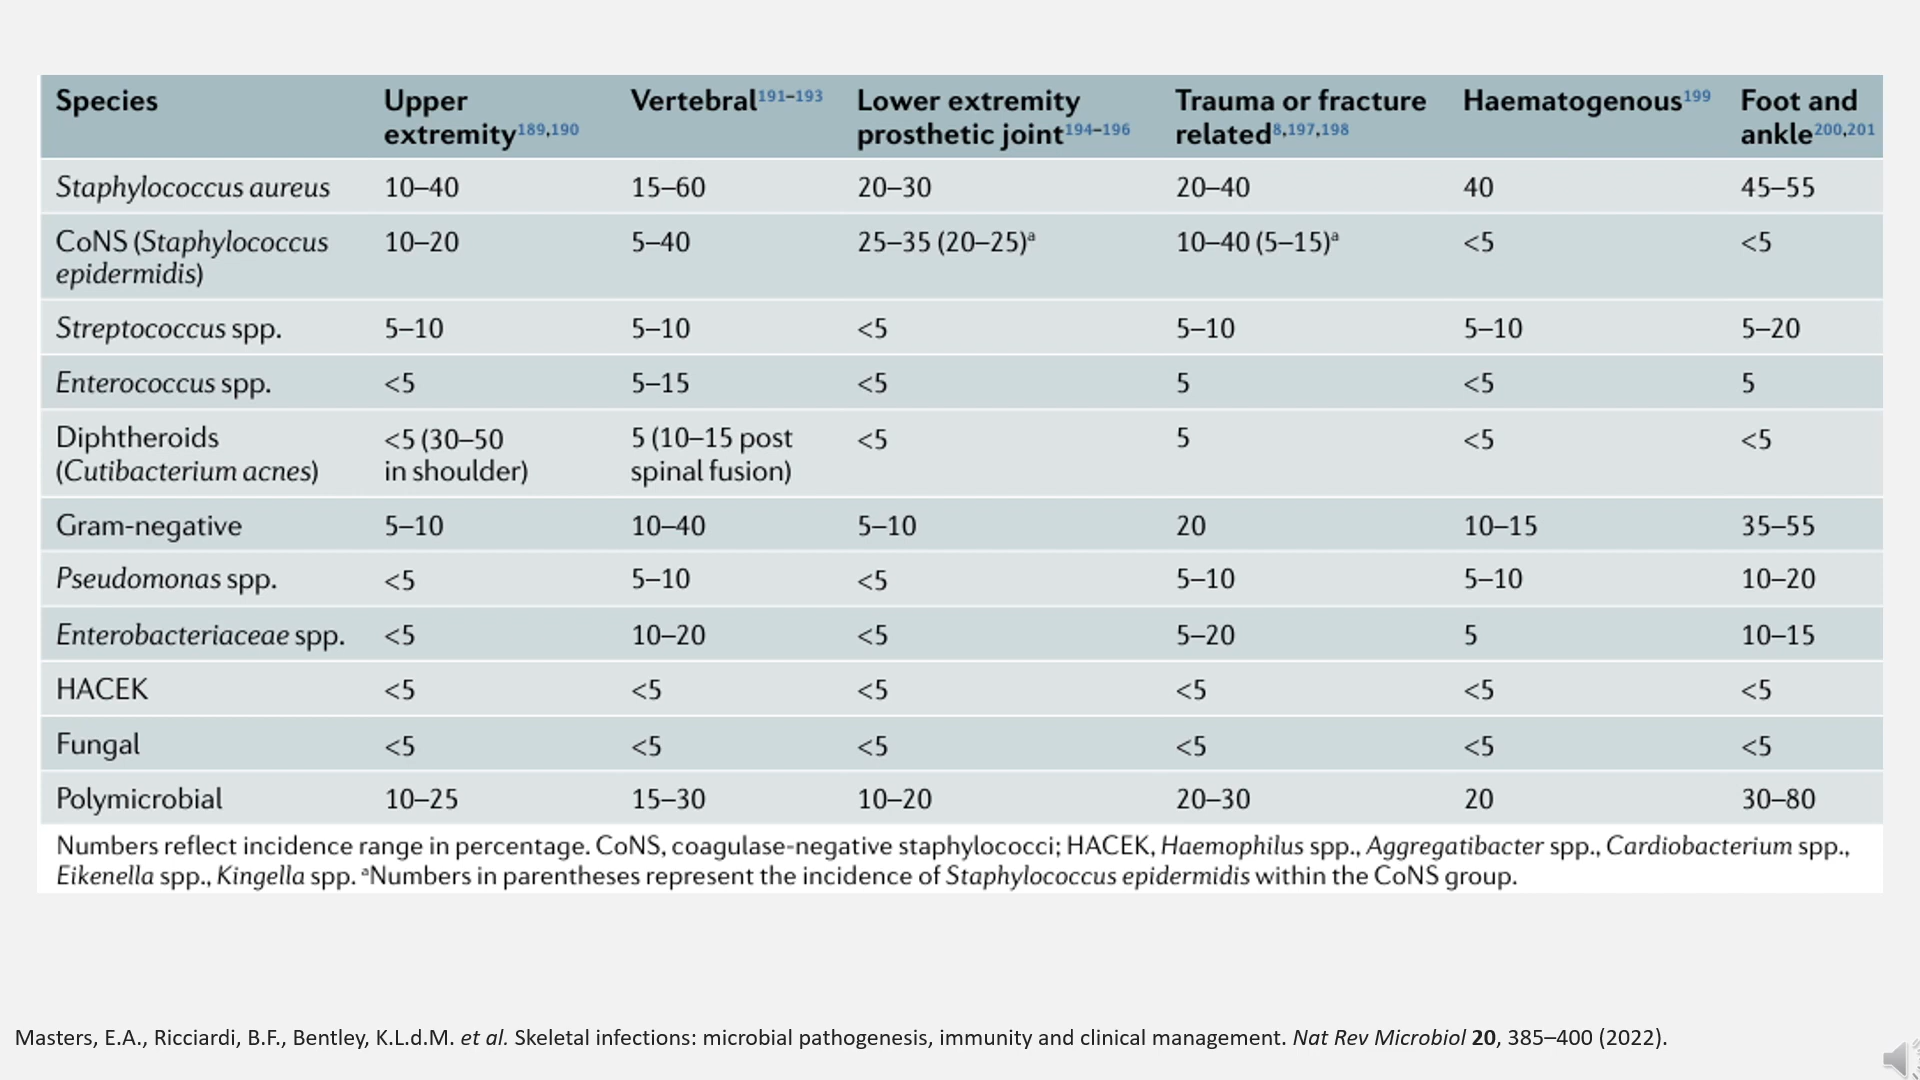 Species Upper extremity189,190 Vertebral191–193 Lower extremity prosthetic joint194–196 Trauma or fracture related8,197,198 Haematogenous199 Foot and ankle200,201
Staphylococcus aureus 10–40 15–60 20–30 20–40 40 45–55
CoNS (Staphylococcus epidermidis) 10–20 5–40 25–35 (20–25)a 10–40 (5–15)a <5 <5
Streptococcus spp. 5–10 5–10 <5 5–10 5–10 5–20
Enterococcus spp. <5 5–15 <5 5 <5 5
Diphtheroids (Cutibacterium acnes) <5 (30–50 in shoulder) 5 (10–15 post spinal fusion) <5 5 <5 <5
Gram-negative 5–10 10–40 5–10 20 10–15 35–55
Pseudomonas spp. <5 5–10 <5 5–10 5–10 10–20
Enterobacteriaceae spp. <5 10–20 <5 5–20 5 10–15
HACEK <5 <5 <5 <5 <5 <5
Fungal <5 <5 <5 <5 <5 <5
Polymicrobial 10–25 15–30 10–20 20–30 20 30–80
Numbers reflect incidence range in percentage. CoNS, coagulase-negative staphylococci; HACEK, Haemophilus spp., Aggregatibacter spp., Cardiobacterium spp.,
Eikenella spp., Kingella spp. aNumbers in parentheses represent the incidence of Staphylococcus epidermidis within the CoNS group.
Masters, E.A., Ricciardi, B.F., Bentley, K.L.d.M. et al. Skeletal infections: microbial pathogenesis, immunity and clinical management. Nat Rev Microbiol 20, 385–400 (2022).